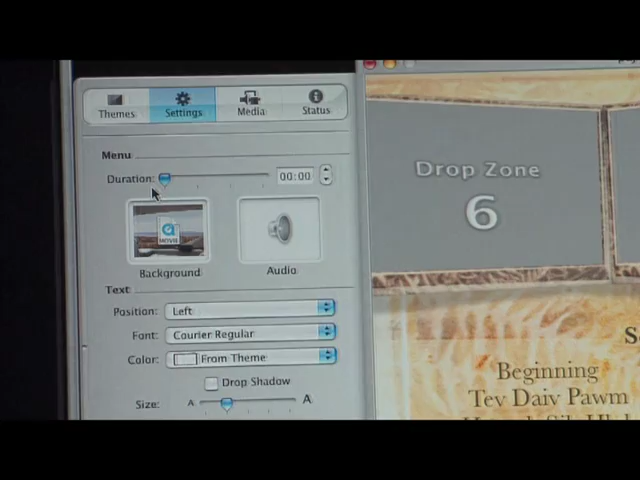 Themes Settings Media Status
Menu
Duration: 00:00
MOVIE
Background Audio
Text
Position: Left
Font: Courier Regular
Color: From Theme
Drop Shadow
Size: A A
Drop Zone
6
Beginning
Tev Daiv Pawm